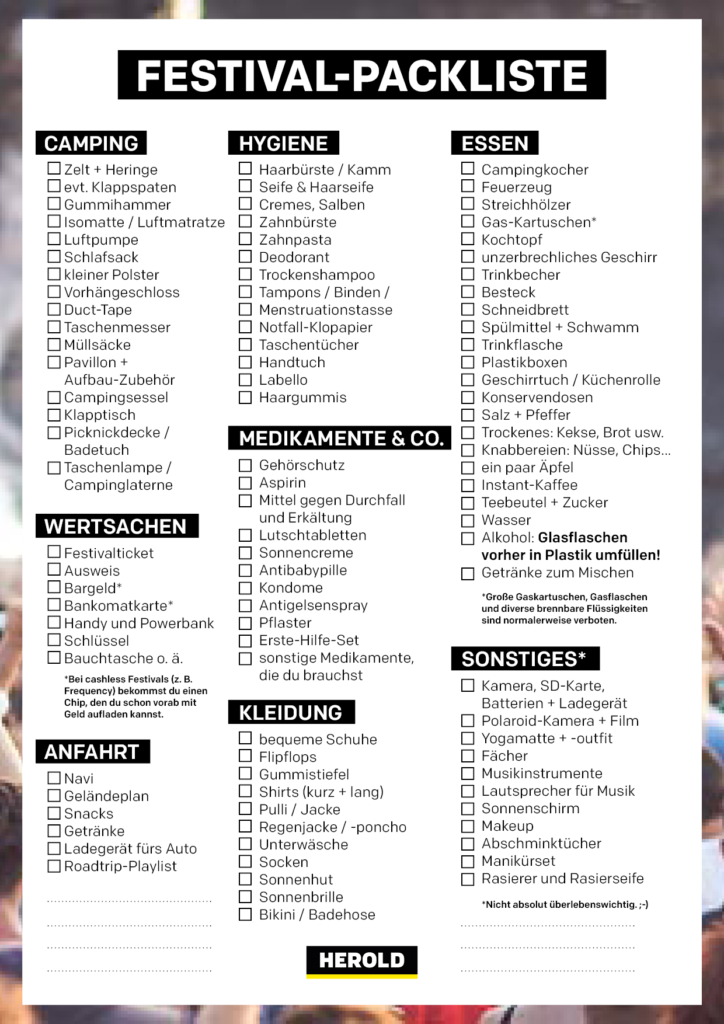 FESTIVAL-PACKLISTE
CAMPING
Zelt + Heringe
evt. Klappspaten
Gummihammer
Isomatte / Luftmatratze
Luftpumpe
Schlafsack
kleiner Polster
Vorhängeschloss
Duct-Tape
Taschenmesser
Müllsäcke
Pavillon +
Aufbau-Zubehör
Campingsessel
Klapptisch
Picknickdecke /
Badetuch
Taschenlampe /
Campinglaterne
WERTSACHEN
Festivalticket
Ausweis
Bargeld*
Bankomatkarte*
Handy und Powerbank
Schlüssel
Bauchtasche o. ä.
*Bei cashless Festivals (z. B.
Frequency) bekommst du einen
Chip, den du schon vorab mit
Geld aufladen kannst.
ANFAHRT
Navi
Geländeplan
Snacks
Getränke
Ladegerät fürs Auto
Roadtrip-Playlist
HYGIENE
Haarbürste / Kamm
Seife & Haarseife
Cremes, Salben
Zahnbürste
Zahnpasta
Deodorant
Trockenshampoo
Tampons / Binden /
Menstruationstasse
Notfall-Klopapier
Taschentücher
Handtuch
Labello
Haargummis
MEDIKAMENTE & CO.
Gehörschutz
Aspirin
Mittel gegen Durchfall
und Erkältung
Lutschtabletten
Sonnencreme
Antibabypille
Kondome
Antigelsenspray
Pflaster
Erste-Hilfe-Set
sonstige Medikamente,
die du brauchst
KLEIDUNG
bequeme Schuhe
Flipflops
Gummistiefel
Shirts (kurz + lang)
Pulli / Jacke
Regenjacke / -poncho
Unterwäsche
Socken
Sonnenhut
Sonnenbrille
Bikini / Badehose
HEROLD
ESSEN
Campingkocher
Feuerzeug
Streichhölzer
Gas-Kartuschen*
Kochtopf
unzerbrechliches Geschirr
Trinkbecher
Besteck
Schneidbrett
Spülmittel + Schwamm
Trinkflasche
Plastikboxen
Geschirrtuch / Küchenrolle
Konservendosen
Salz + Pfeffer
Trockenes: Kekse, Brot usw.
Knabbereien: Nüsse, Chips...
ein paar Äpfel
Instant-Kaffee
Teebeutel + Zucker
Wasser
Alkohol: Glasflaschen
vorher in Plastik umfüllen!
Getränke zum Mischen
*Große Gaskartuschen, Gasflaschen
und diverse brennbare Flüssigkeiten
sind normalerweise verboten.
SONSTIGES*
Kamera, SD-Karte,
Batterien + Ladegerät
Polaroid-Kamera + Film
Yogamatte + -outfit
Fächer
Musikinstrumente
Lautsprecher für Musik
Sonnenschirm
Makeup
Abschminktücher
Manikürset
Rasierer und Rasierseife
*Nicht absolut überlebenswichtig. ;-)